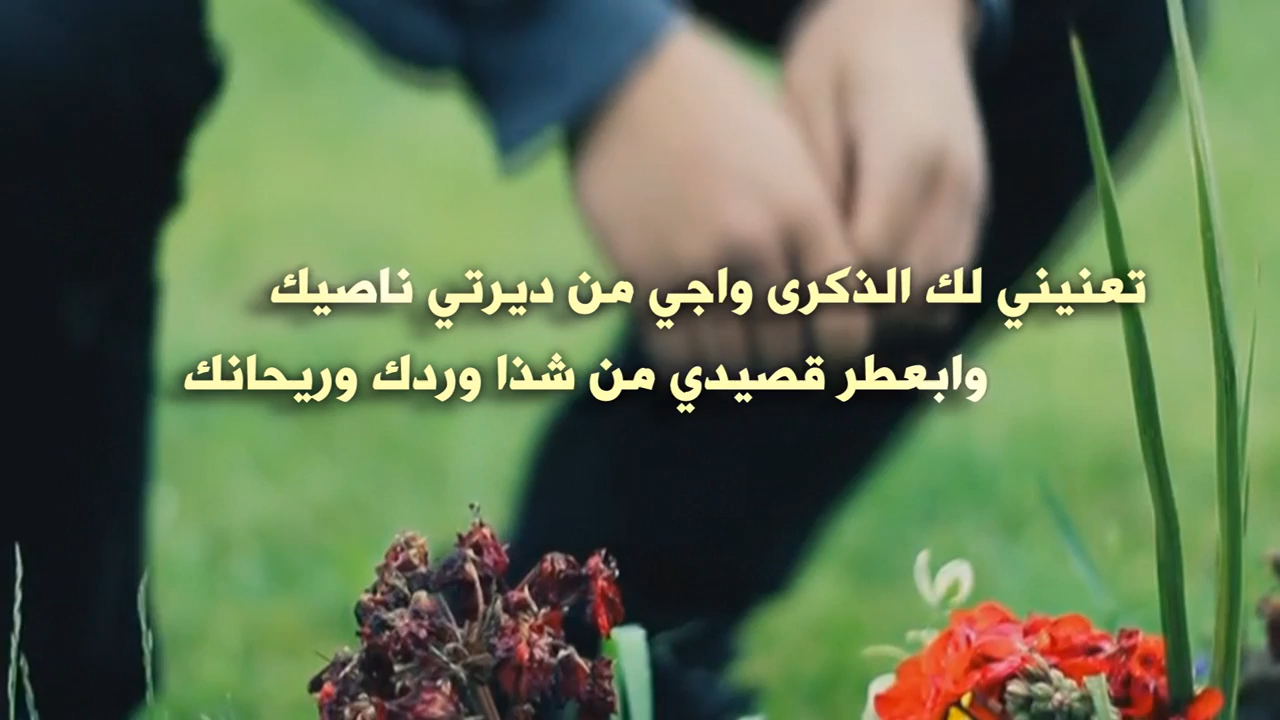 تعنيني لك الذكرى واجي من ديرتي ناصيك
وابعطر قصيدي من شذا وردك وريحانك